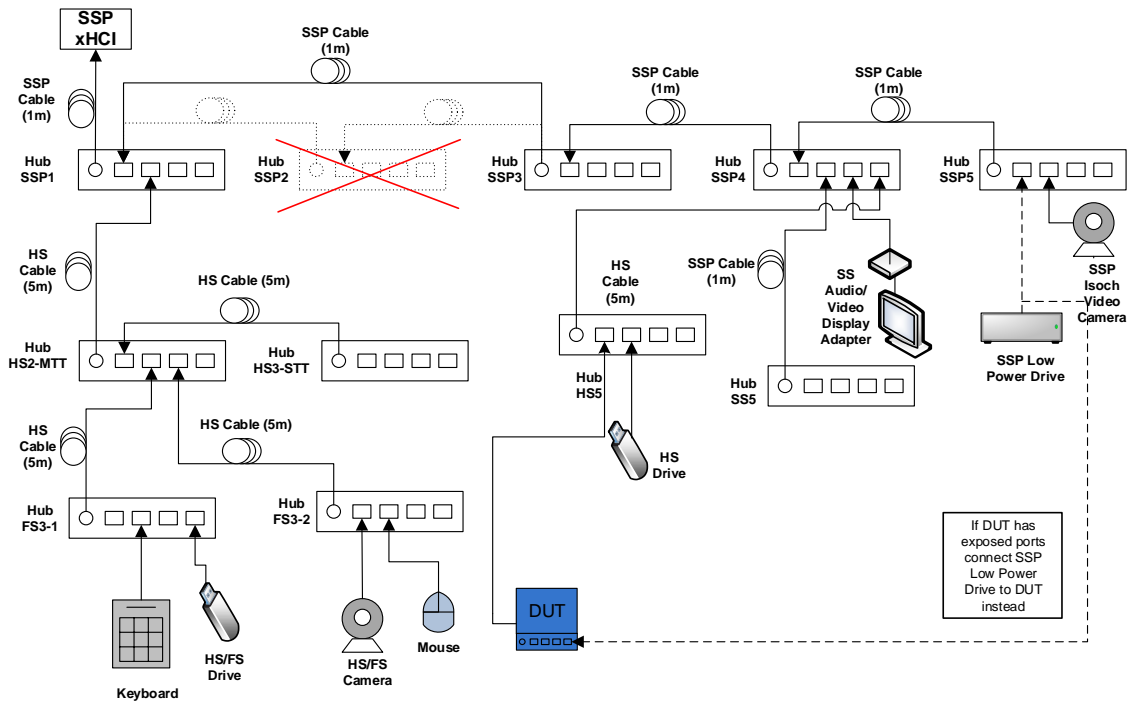 SSP
xHCI
SSP
Cable
(1m)
SSP Cable
(1m)
SSP Cable
(1m)
SSP Cable
(1m)
Hub
SSP1
Hub
SSP2
Hub
SSP3
Hub
SSP4
Hub
SSP5
HS
Cable
(5m)
HS Cable (5m)
HS
Cable
(5m)
SSP Cable
(1m)
SS
Audio/
Video
Display
Adapter
SSP
Isoch
Video
Camera
SSP Low
Power Drive
Hub
HS2-MTT
Hub
HS3-STT
Hub
HS5
Hub
SS5
HS
Cable
(5m)
HS Cable (5m)
HS
Drive
Hub
FS3-1
Hub
FS3-2
If DUT has
exposed ports
connect SSP
Low Power
Drive to DUT
instead
DUT
Keyboard
HS/FS
Drive
HS/FS
Camera
Mouse